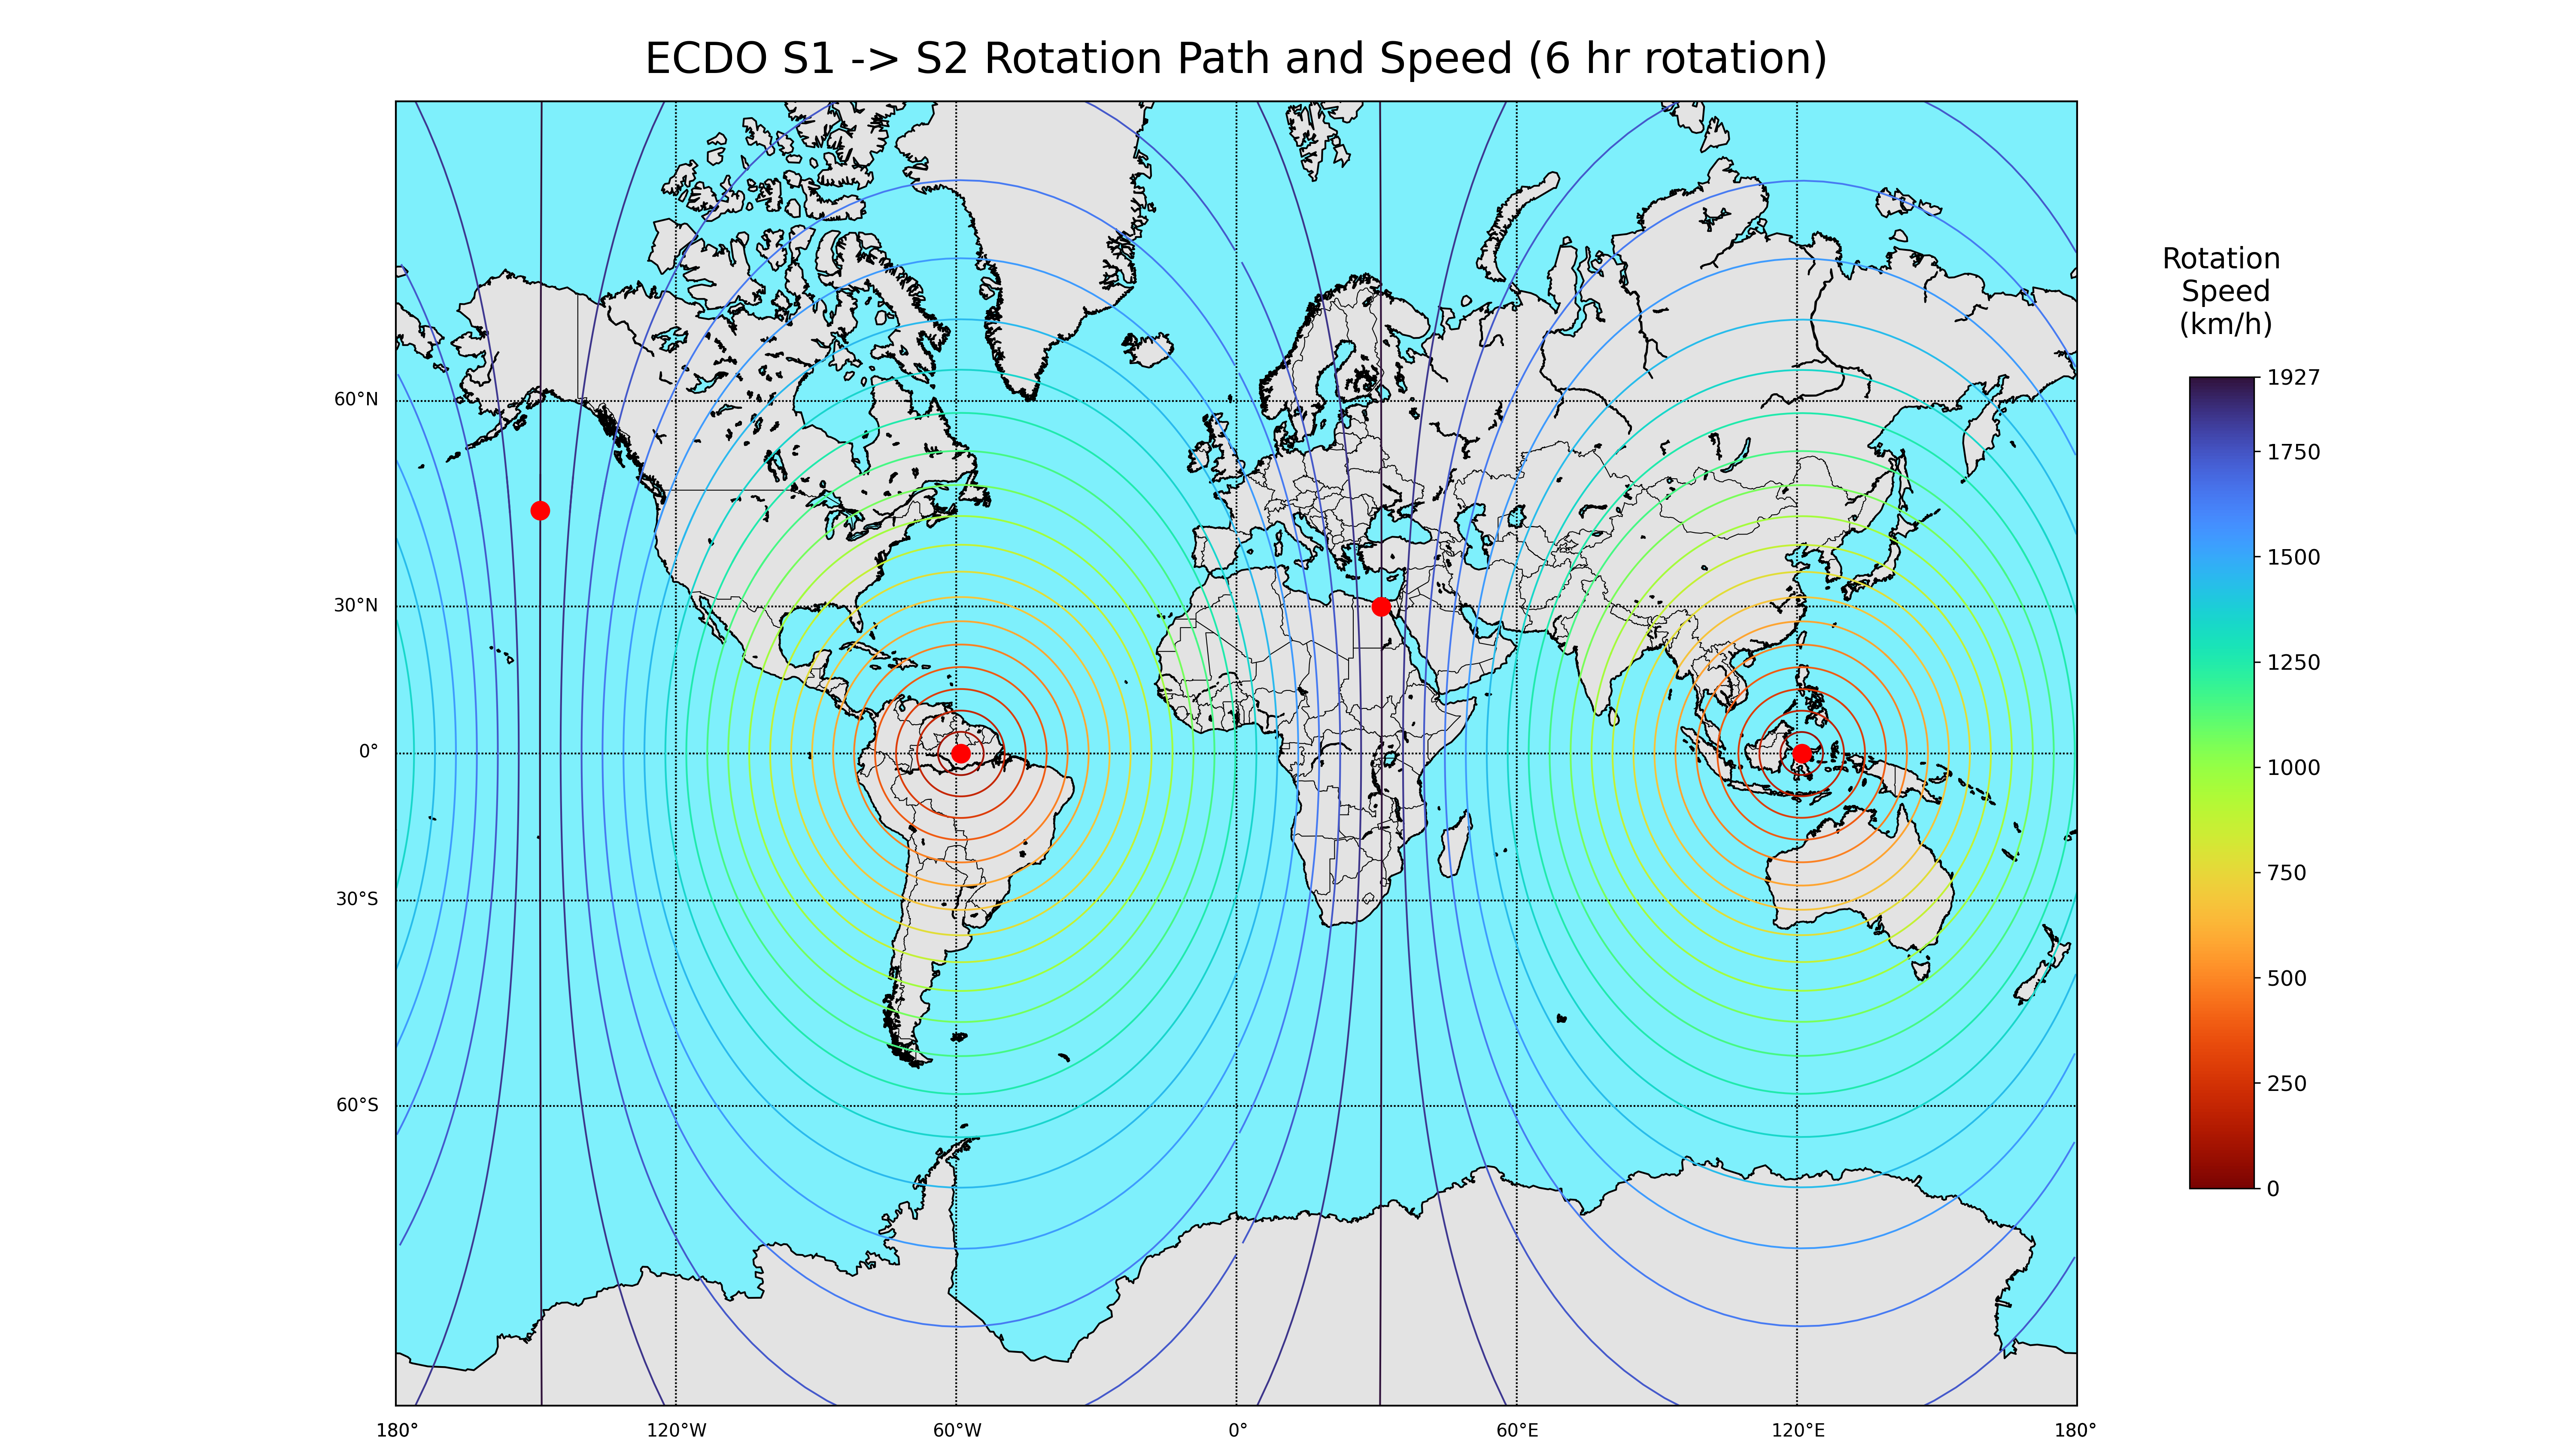 ECDO S1 -> S2 Rotation Path and Speed (6 hr rotation)
Rotation
Speed
(km/h)
1927
1750
1500
1250
1000
750
500
250
0
60°N
30°N
0°
30°S
60°S
180°
120°W
60°W
0°
60°E
120°E
180°